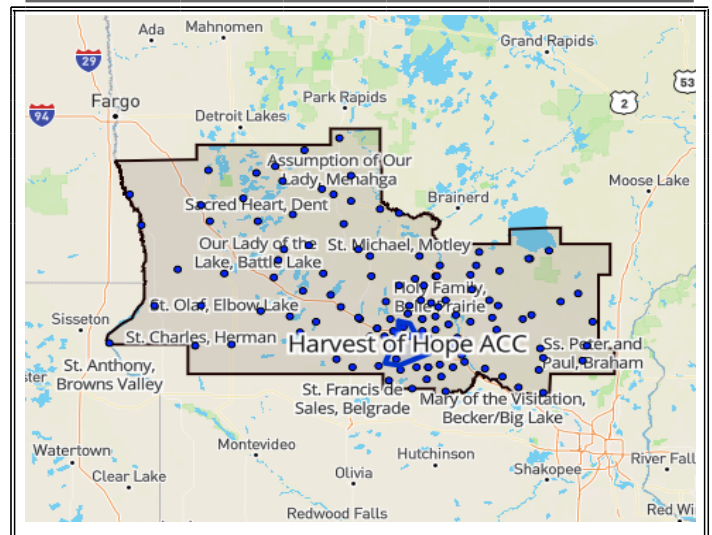 Ada
Mahnomen
Grand Rapids
29
53
Park Rapids
2
Fargo
94
Detroit Lakes
Assumption of Our
Lady, Menahga
Moose Lake
Brainerd
Sacred Heart, Dent
Our Lady of the
Lake, Battle Lake
St. Michael, Motley
Holy Family,
Belle Prairie
St. Olaf, Elbow Lake
Sisseton
St. Charles, Herman
Harvest of Hope ACC
Ss. Peter and
Paul, Braham
St. Anthony,
Browns Valley
ster
St. Francis de
Sales, Belgrade
Mary of the Visitation,
Becker/Big Lake
Watertown
Montevideo
Hutchinson
River Fall
Clear Lake
Olivia
Shakopee
Redwood Falls
Red Wi